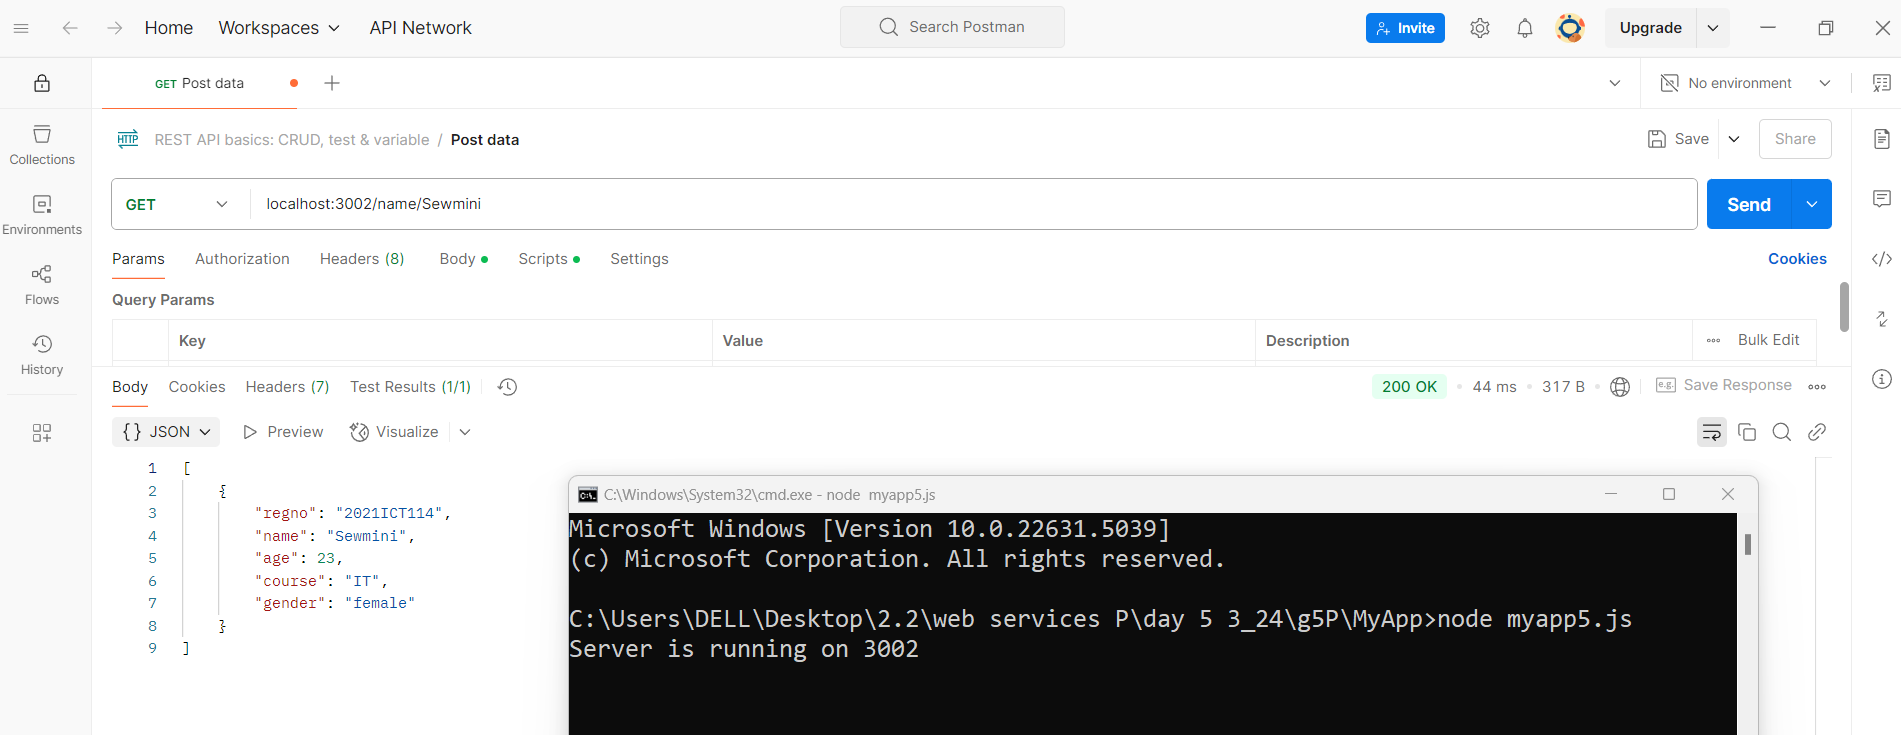 Home Workspaces API Network Search Postman Invite Upgrade
GET Post data No environment
HTTP REST API basics: CRUD, test & variable / Post data Save Share
Collections
Environments
Flows
History
GET localhost:3002/name/Sewmini Send
Params Authorization Headers (8) Body Scripts Settings Cookies
Query Params
Key Value Description Bulk Edit
Body Cookies Headers (7) Test Results (1/1) 200 OK 44 ms 317 B e.g. Save Response
{} JSON Preview Visualize
1 [
2 {
3 "regno": "2021ICT114",
4 "name": "Sewmini",
5 "age": 23,
6 "course": "IT",
7 "gender": "female"
8 }
9 ]
C:\Windows\System32\cmd.exe - node myapp5.js
Microsoft Windows [Version 10.0.22631.5039]
(c) Microsoft Corporation. All rights reserved.
C:\Users\DELL\Desktop\2.2\web services P\day 5 3_24\g5P\MyApp>node myapp5.js
Server is running on 3002